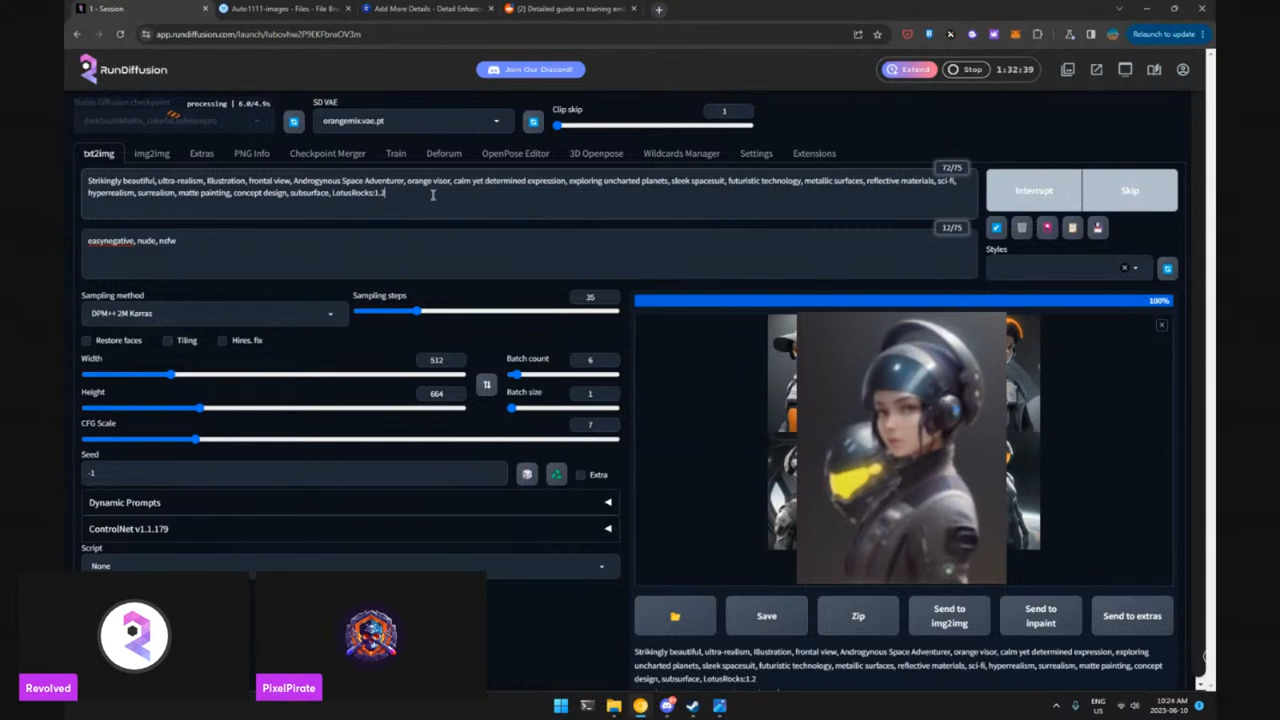 1 - Session
Auto1111-images - Files - File Bro
Add More Details - Detail Enhance
(2) Detailed guide on training em
app.rundiffusion.com/launch/lubovhw2P9EKFbnxOV3m
Relaunch to update
RunDiffusion
Join Our Discord!
Extend
Stop
1:32:39
Stable Diffusion checkpoint
processing | 6.0/4.9s
SD VAE
orangemix.vae.pt
Clip skip
1
txt2img
img2img
Extras
PNG Info
Checkpoint Merger
Train
Deforum
OpenPose Editor
3D Openpose
Wildcards Manager
Settings
Extensions
72/75
Strikingly beautiful, ultra-realism, Illustration, frontal view, Androgynous Space Adventurer, orange visor, calm yet determined expression, exploring uncharted planets, sleek spacesuit, futuristic technology, metallic surfaces, reflective materials, sci-fi,
hyperrealism, surrealism, matte painting, concept design, subsurface, LotusRocks:1.2
Interrupt
Skip
12/75
easynegative, nude, nsfw
Styles
Sampling method
DPM++ 2M Karras
Sampling steps
35
Restore faces
Tiling
Hires. fix
Width
512
Batch count
6
Height
664
Batch size
1
CFG Scale
7
Seed
-1
Extra
Dynamic Prompts
ControlNet v1.1.179
Script
None
100%
Save
Zip
Send to
img2img
Send to
inpaint
Send to extras
Strikingly beautiful, ultra-realism, Illustration, frontal view, Androgynous Space Adventurer, orange visor, calm yet determined expression, exploring
uncharted planets, sleek spacesuit, futuristic technology, metallic surfaces, reflective materials, sci-fi, hyperrealism, surrealism, matte painting, concept
design, subsurface, LotusRocks:1.2
Revolved
PixelPirate
ENG
US
10:24 AM
2023-06-10